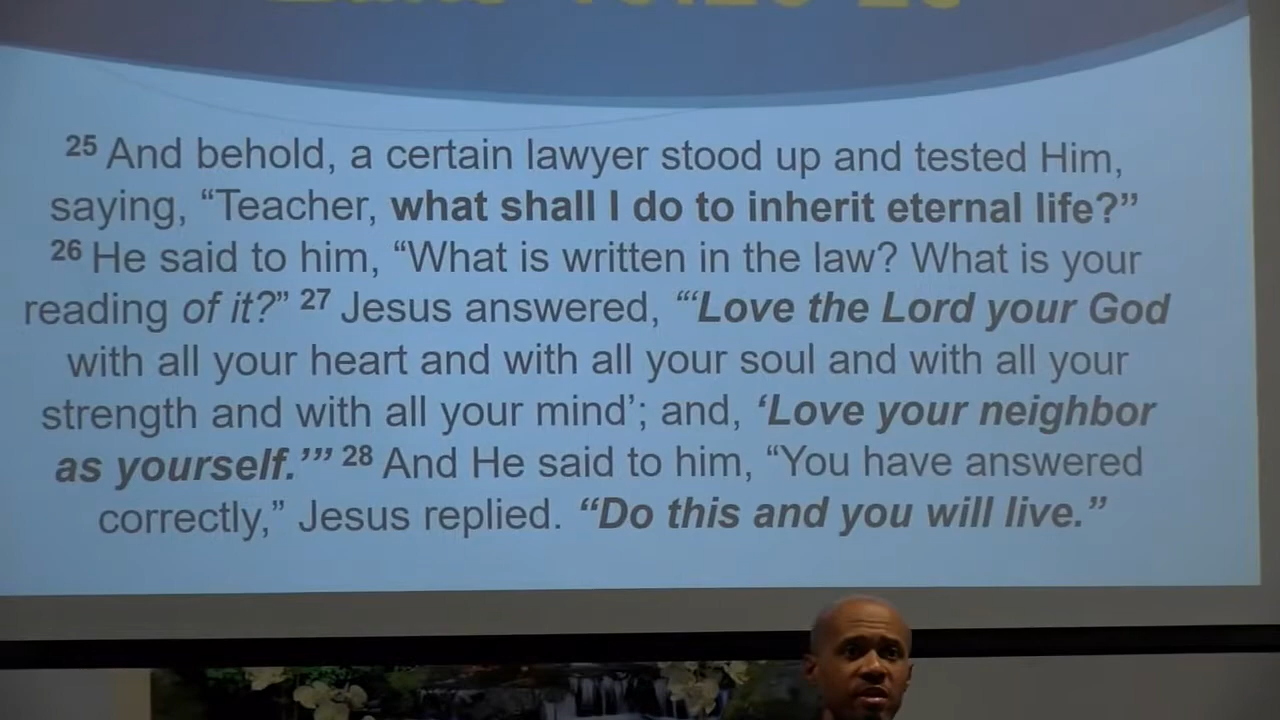 25 And behold, a certain lawyer stood up and tested Him,
saying, “Teacher, what shall I do to inherit eternal life?”
26 He said to him, “What is written in the law? What is your
reading of it?” 27 Jesus answered, “‘Love the Lord your God
with all your heart and with all your soul and with all your
strength and with all your mind’; and, ‘Love your neighbor
as yourself.’” 28 And He said to him, “You have answered
correctly,” Jesus replied. “Do this and you will live.”